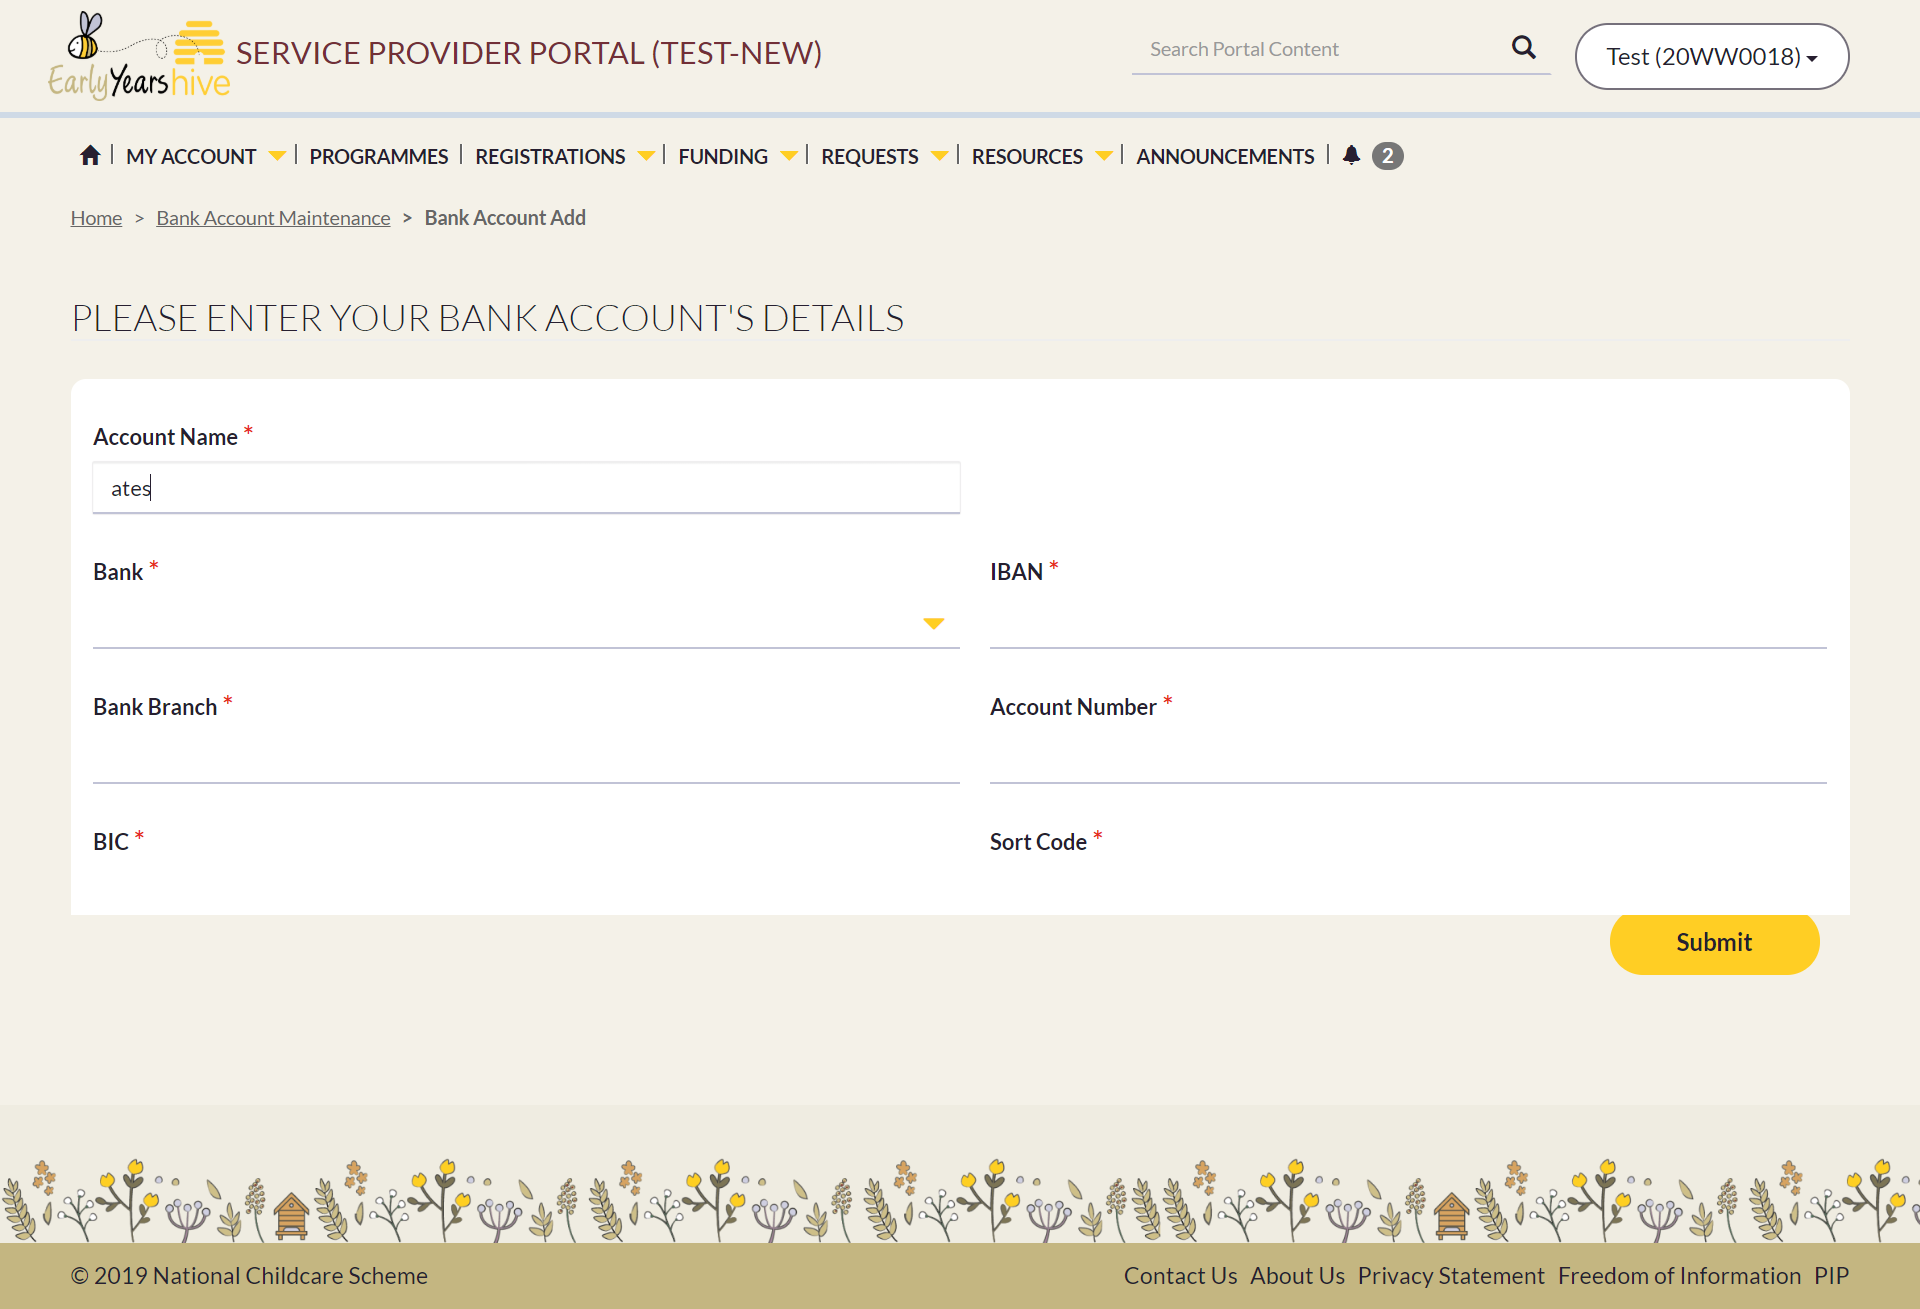 Early Years hive
SERVICE PROVIDER PORTAL (TEST-NEW)
Search Portal Content
Test (20WW0018)
MY ACCOUNT
PROGRAMMES
REGISTRATIONS
FUNDING
REQUESTS
RESOURCES
ANNOUNCEMENTS
2
Home > Bank Account Maintenance > Bank Account Add
PLEASE ENTER YOUR BANK ACCOUNT'S DETAILS
Account Name *
ates
Bank *
IBAN *
Bank Branch *
Account Number *
BIC *
Sort Code *
Submit
© 2019 National Childcare Scheme
Contact Us About Us Privacy Statement Freedom of Information PIP